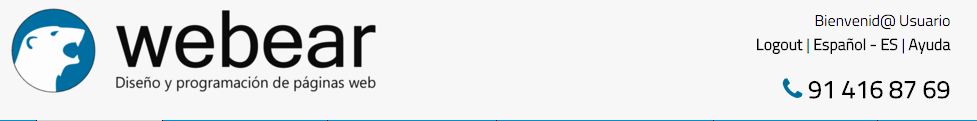 webear
Diseño y programación de páginas web
Bienvenid@ Usuario
Logout | Español - ES | Ayuda
91 416 87 69